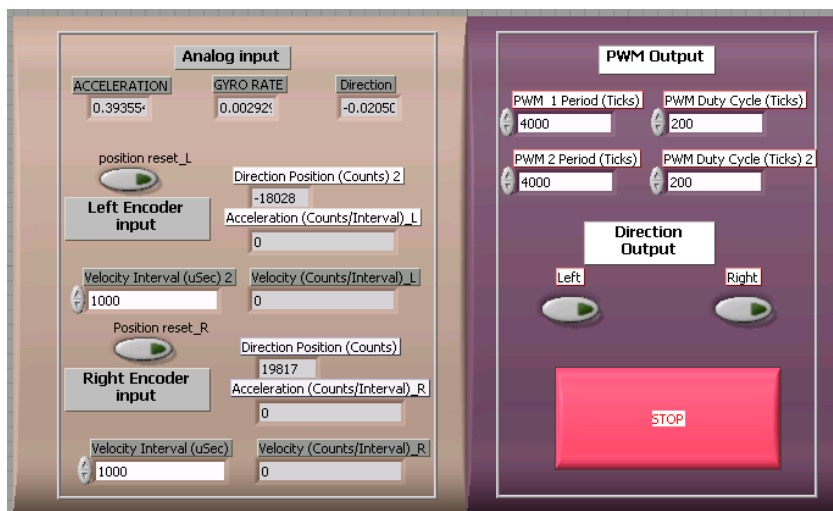 Analog input
ACCELERATION
GYRO RATE
Direction
0.39355
0.00292
-0.0205
position reset_L
Direction Position (Counts) 2
-18028
Left Encoder
input
Acceleration (Counts/Interval)_L
0
Velocity Interval (uSec) 2
Velocity (Counts/Interval)_L
1000
0
Position reset_R
Direction Position (Counts)
19817
Right Encoder
input
Acceleration (Counts/Interval)_R
0
Velocity Interval (uSec)
Velocity (Counts/Interval)_R
1000
0
PWM Output
PWM 1 Period (Ticks)
PWM Duty Cycle (Ticks)
4000
200
PWM 2 Period (Ticks)
PWM Duty Cycle (Ticks) 2
4000
200
Direction
Output
Left
Right
STOP